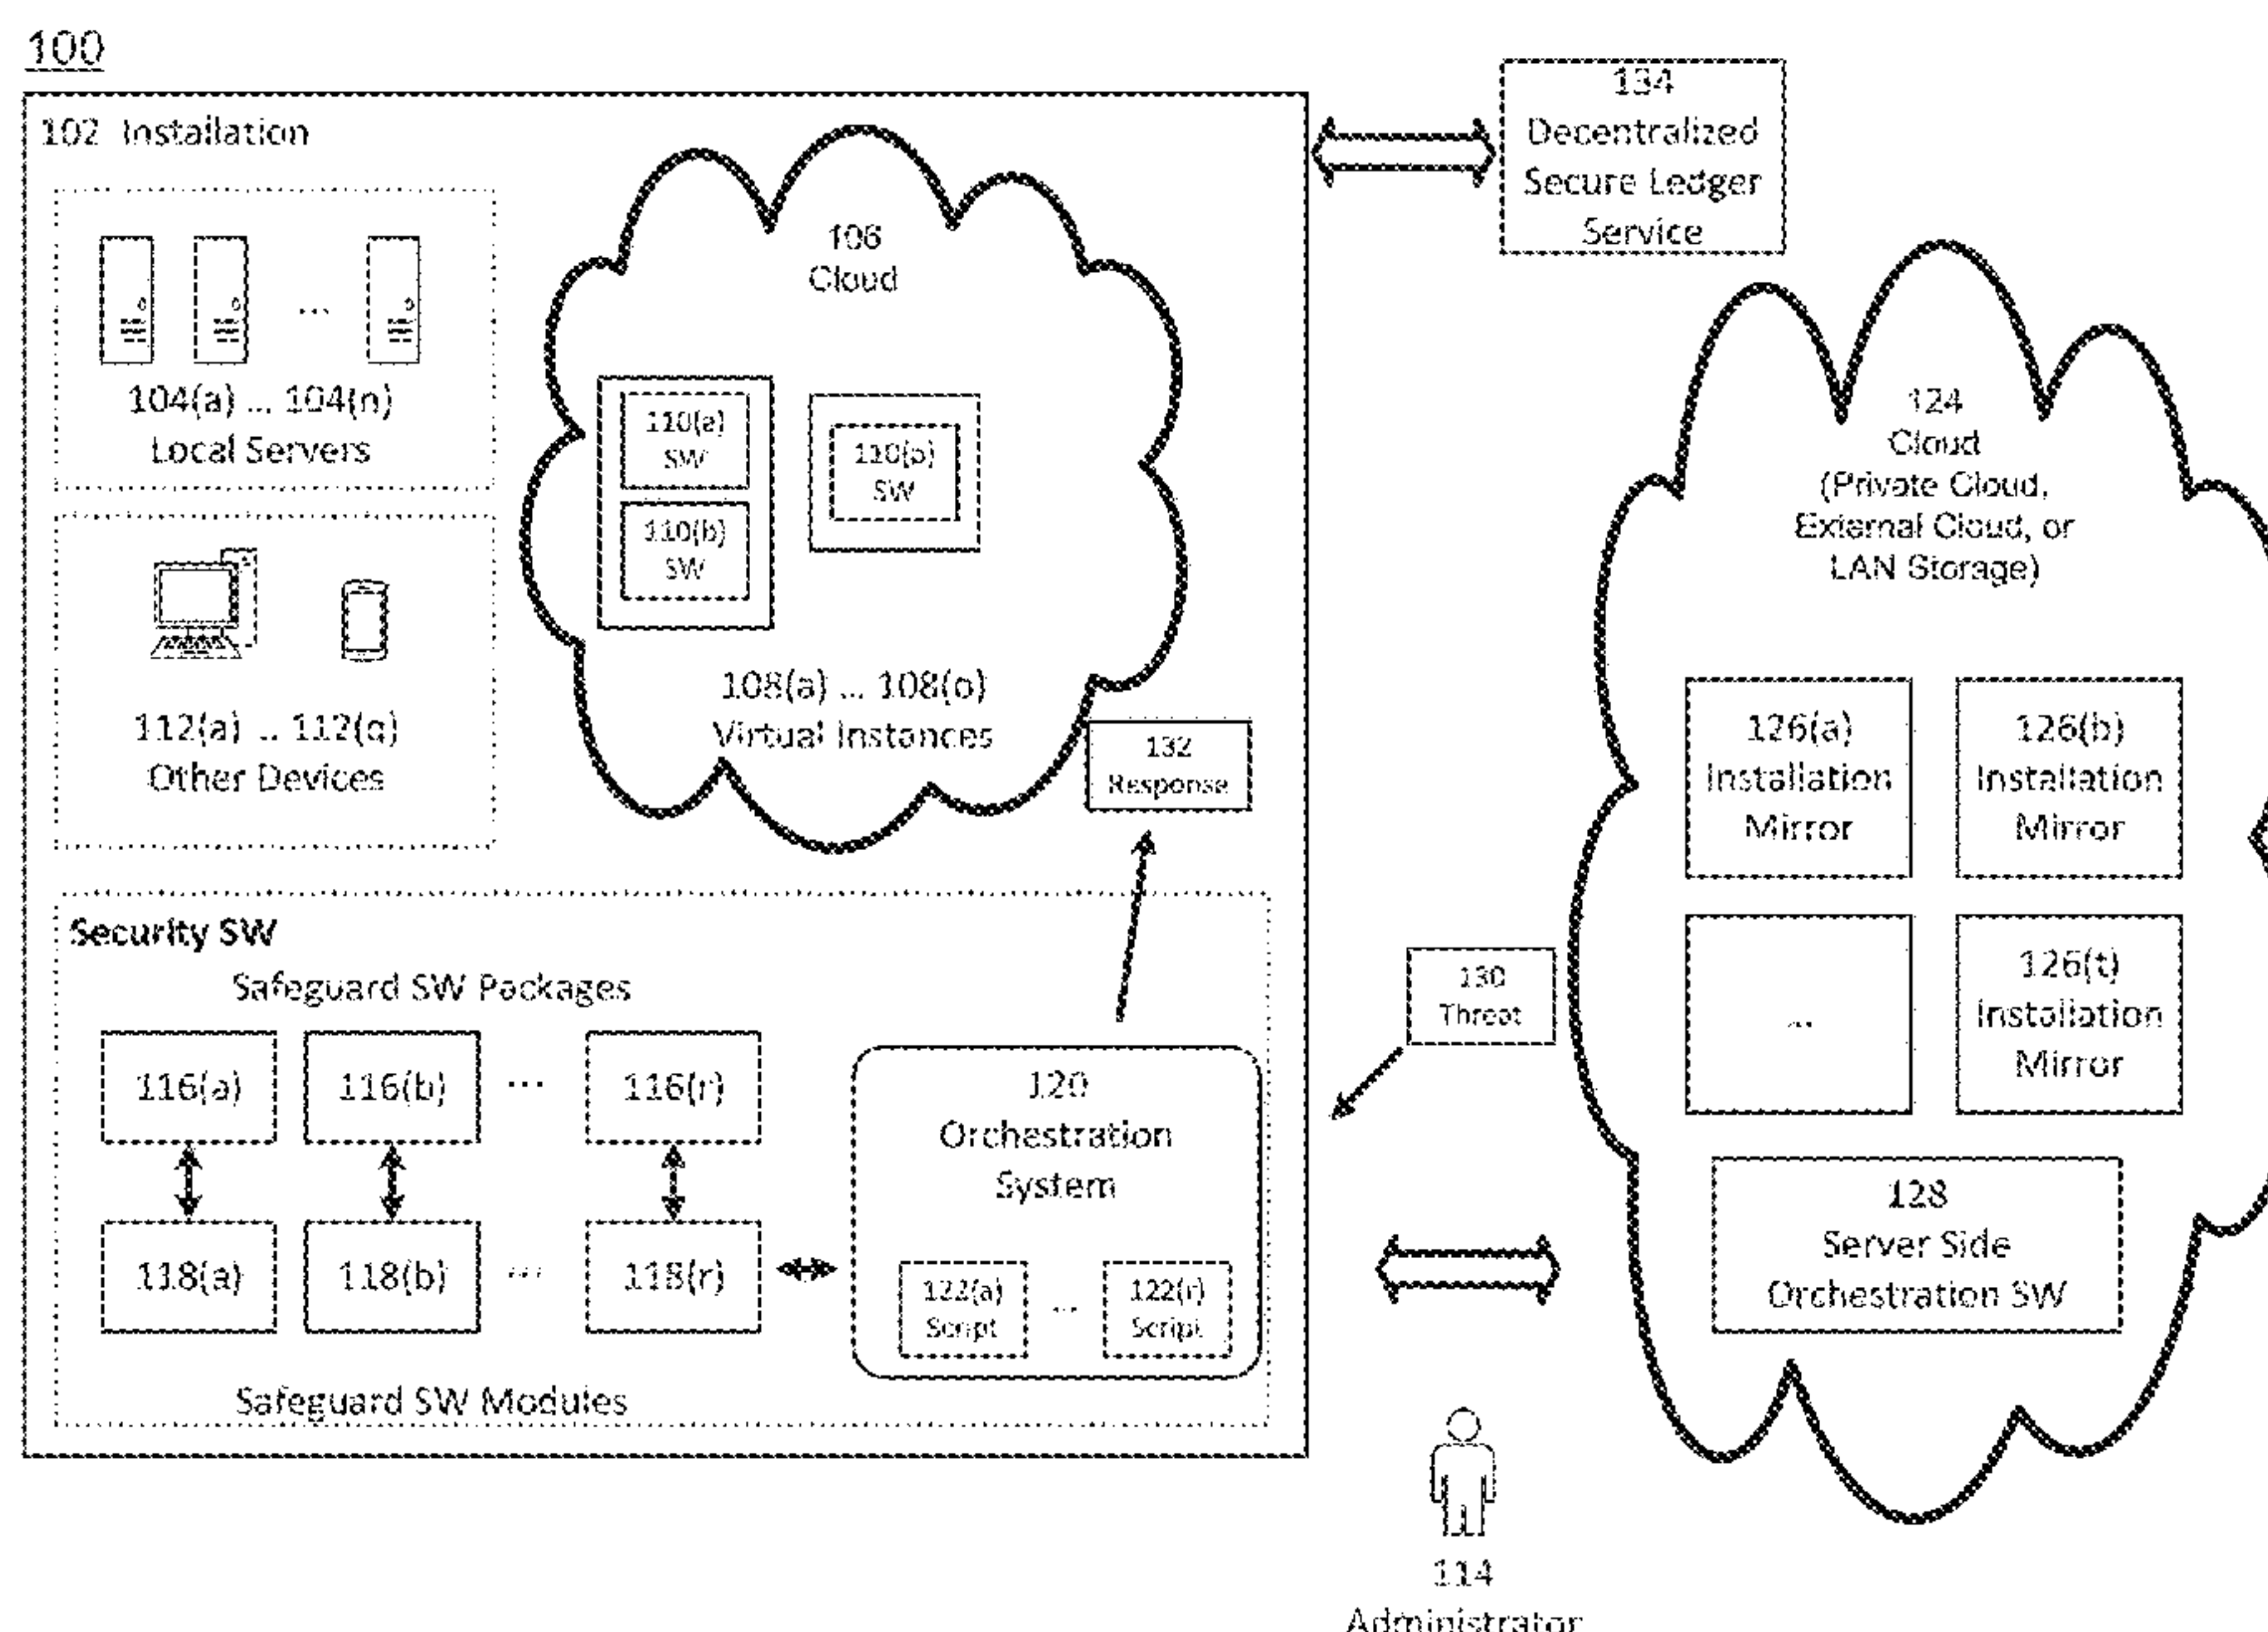 100
102 Installation
104(a) ... 104(n)
Local Servers
112(a) .. 112(q)
Other Devices
106
Cloud
110(a)
SW
110(b)
SW
110(p)
SW
108(a) ... 108(o)
Virtual Instances
132
Response
Security SW
Safeguard SW Packages
116(a)
116(b)
...
116(r)
118(a)
118(b)
...
118(r)
Safeguard SW Modules
120
Orchestration
System
122(a)
Script
...
122(r)
Script
134
Decentralized
Secure Ledger
Service
130
Threat
124
Cloud
(Private Cloud,
External Cloud, or
LAN Storage)
126(a)
Installation
Mirror
126(b)
Installation
Mirror
...
126(t)
Installation
Mirror
128
Server Side
Orchestration SW
114
Administrator